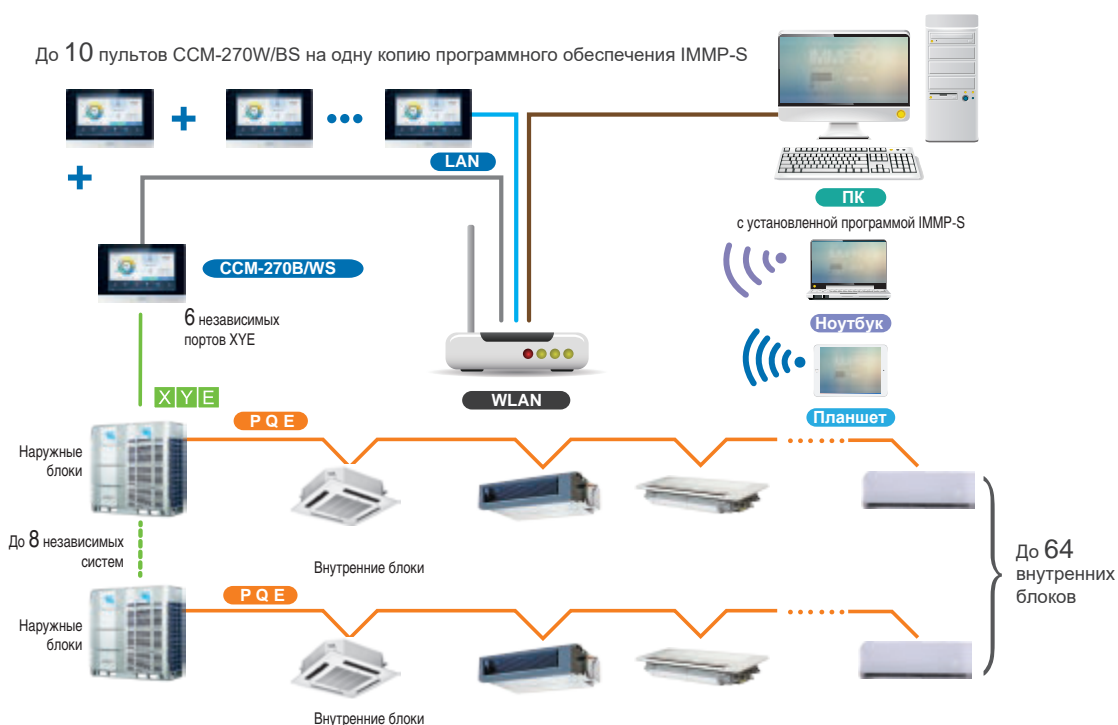 До 10 пультов CCM-270W/BS на одну копию программного обеспечения IMMP-S
LAN
ПК
с установленной программой IMMP-S
CCM-270B/WS
6 независимых
портов XYE
Ноутбук
WLAN
Планшет
X Y E
P Q E
Наружные
блоки
До 8 независимых
систем
Внутренние блоки
До 64
внутренних
блоков
P Q E
Наружные
блоки
Внутренние блоки